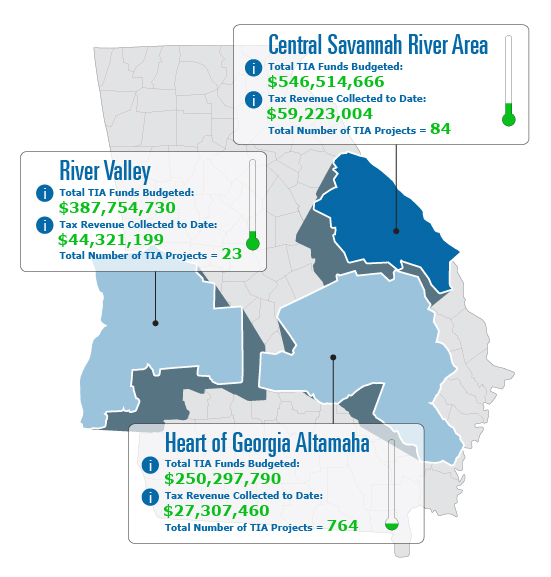 Central Savannah River Area
i Total TIA Funds Budgeted:
$546,514,666
i Tax Revenue Collected to Date:
$59,223,004
Total Number of TIA Projects = 84
River Valley
i Total TIA Funds Budgeted:
$387,754,730
i Tax Revenue Collected to Date:
$44,321,199
Total Number of TIA Projects = 23
Heart of Georgia Altamaha
i Total TIA Funds Budgeted:
$250,297,790
i Tax Revenue Collected to Date:
$27,307,460
Total Number of TIA Projects = 764